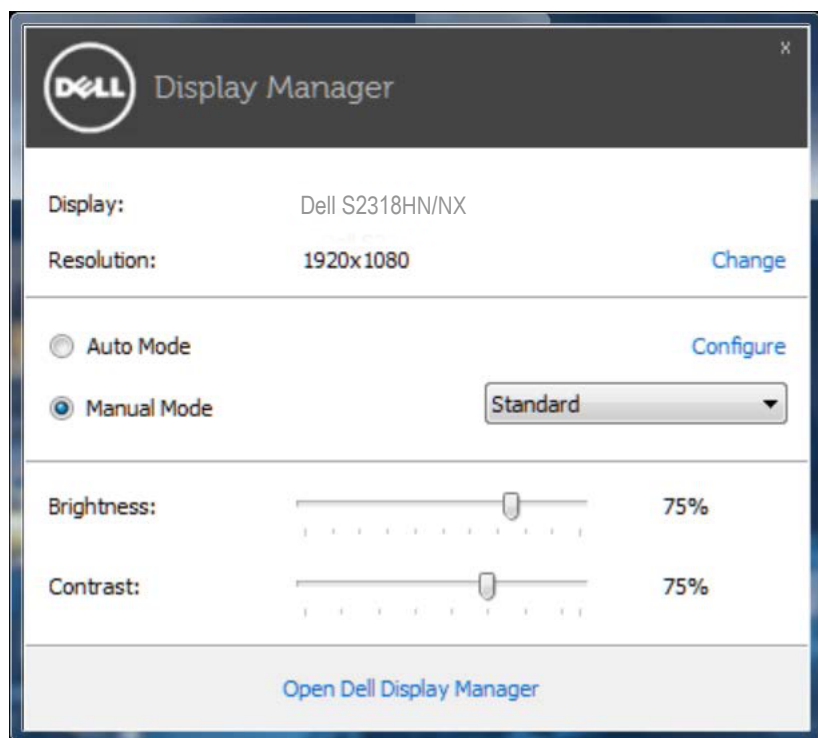 x
DELL Display Manager
Display: Dell S2318HN/NX
Resolution: 1920x1080 Change
Auto Mode Configure
Manual Mode Standard
Brightness: 75%
Contrast: 75%
Open Dell Display Manager